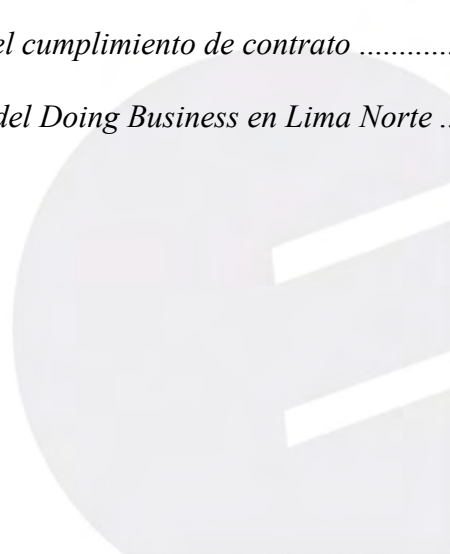 el cumplimiento de contrato .............
del Doing Business en Lima Norte ..